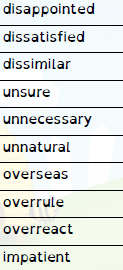 disappointed
dissatisfied
dissimilar
unsure
unnecessary
unnatural
overseas
overrule
overreact
impatient